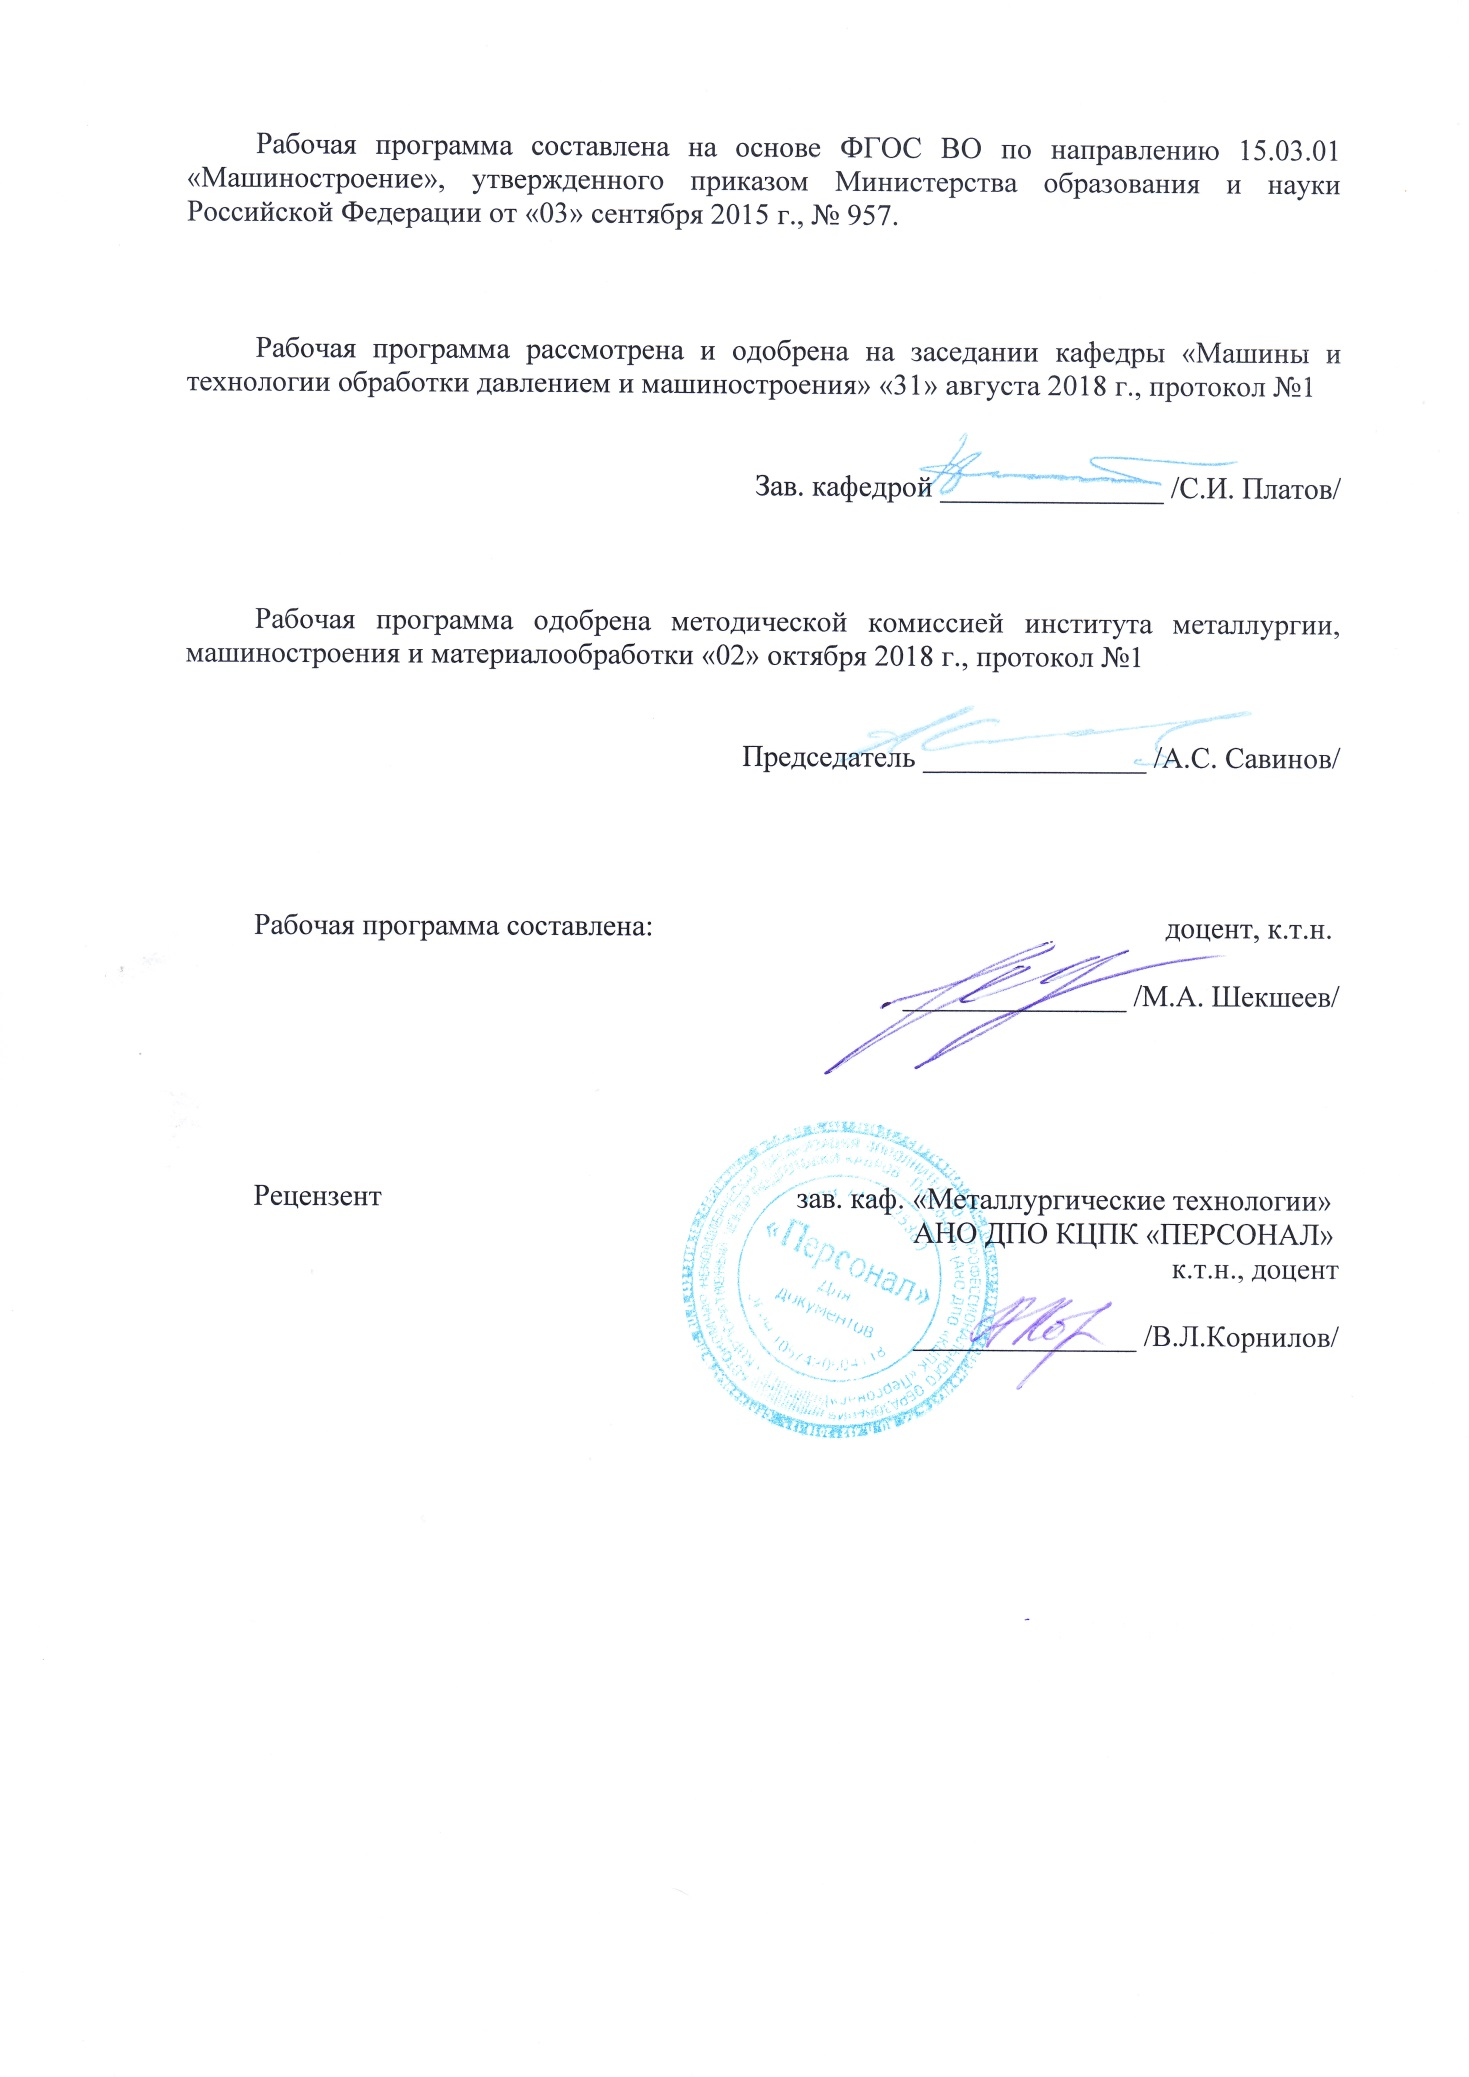 Рабочая программа составлена на основе ФГОС ВО по направлению 15.03.01
«Машиностроение», утвержденного приказом Министерства образования и науки
Российской Федерации от «03» сентября 2015 г., № 957.
Рабочая программа рассмотрена и одобрена на заседании кафедры «Машины и
технологии обработки давлением и машиностроения» «31» августа 2018 г., протокол №1
Зав. кафедрой /С.И. Платов/
Рабочая программа одобрена методической комиссией института металлургии,
машиностроения и материалообработки «02» октября 2018 г., протокол №1
Председатель /А.С. Савинов/
Рабочая программа составлена: доцент, к.т.н.
/М.А. Шекшеев/
Рецензент зав. каф. «Металлургические технологии»
АНО ДПО КЦПК «ПЕРСОНАЛ»
к.т.н., доцент
/В.Л.Корнилов/
«Персонал»
Для
документов